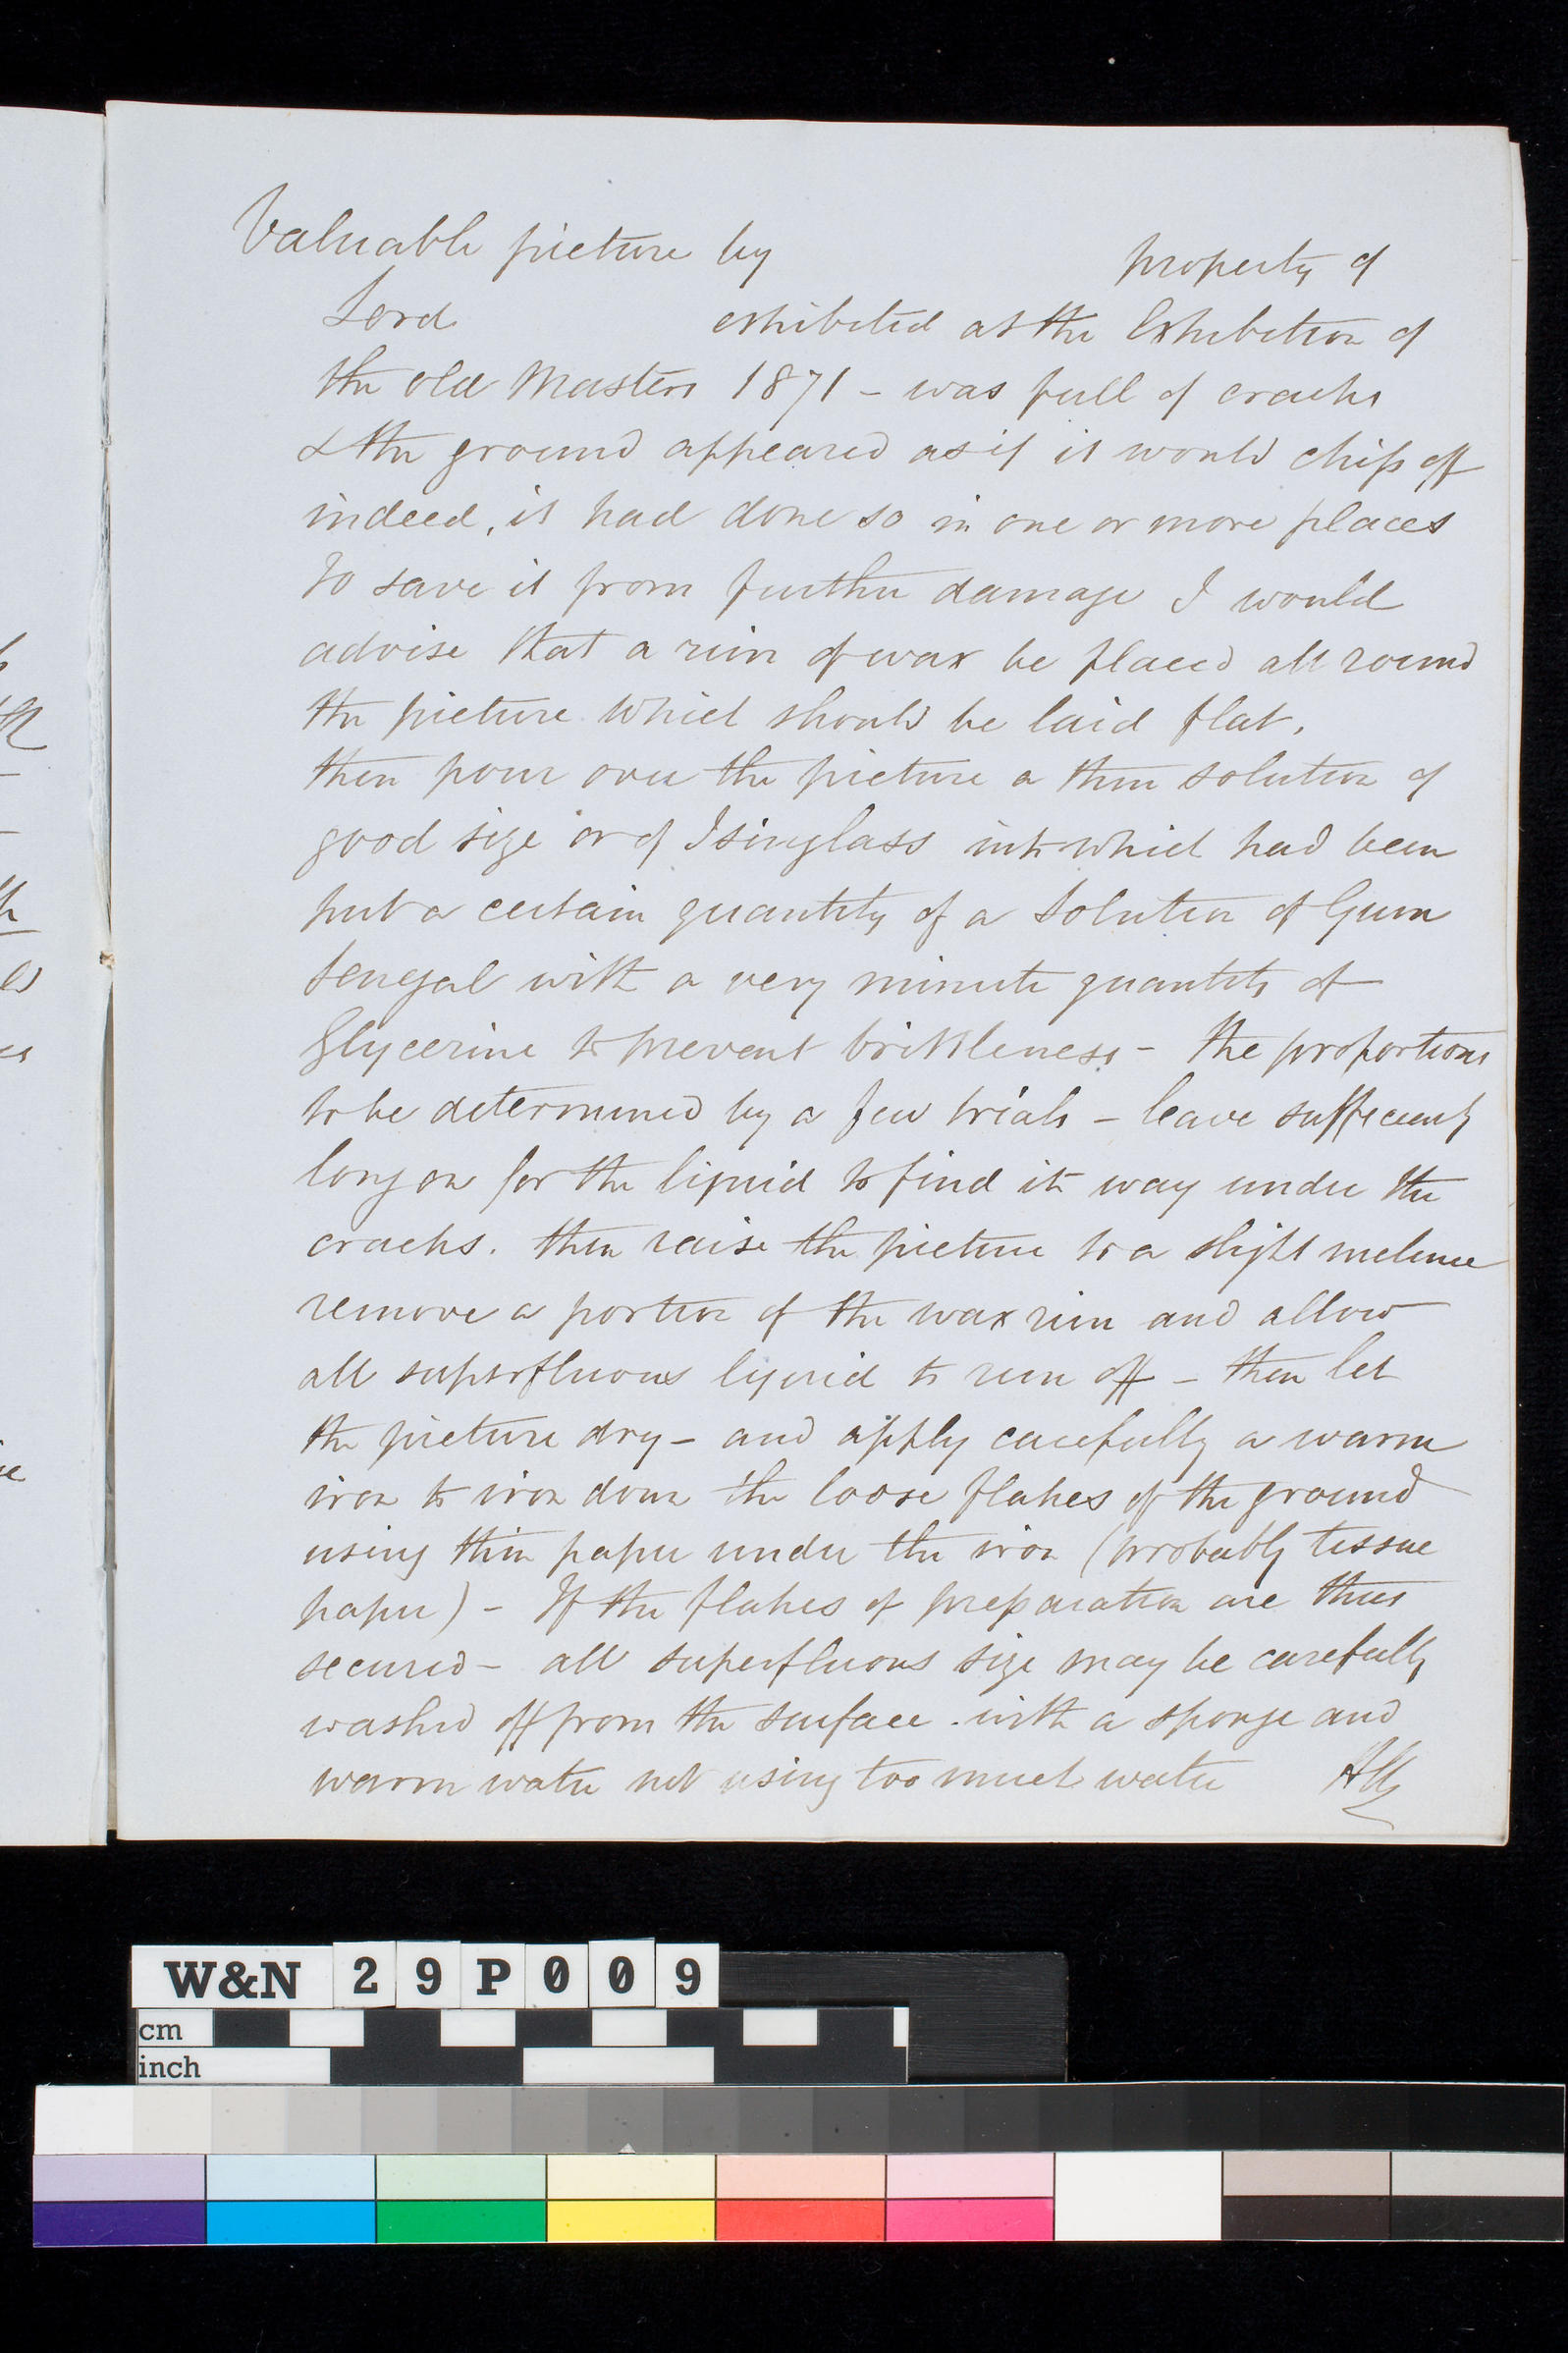 Valuable picture by property of
Lord exhibited at the Exhibition of
the old Masters 1871 - was full of cracks
& the ground appeared as if it would chip off
indeed, it had done so in one or more places
To save it from further damage I would
advise that a rim of wax be placed all round
the picture which should be laid flat.
then pour over the picture a thin solution of
good size or of Isinglass into which had been
put a certain quantity of a solution of Gum
Senegal with a very minute quantity of
Glycerine to prevent brittleness - the proportions
to be determined by a few trials - leave sufficiently
long on for the liquid to find its way under the
cracks. then raise the picture to a slight incline
remove a portion of the wax rim and allow
all superfluous liquid to run off - then let
the picture dry - and apply carefully a warm
iron to iron down the loose flakes of the ground
using thin paper under the iron (probably tissue
paper) - If the flakes of preparation are thus
secured - all superfluous size may be carefully
washed off from the surface with a sponge and
warm water not using too much water
W&N 29P009
cm
inch